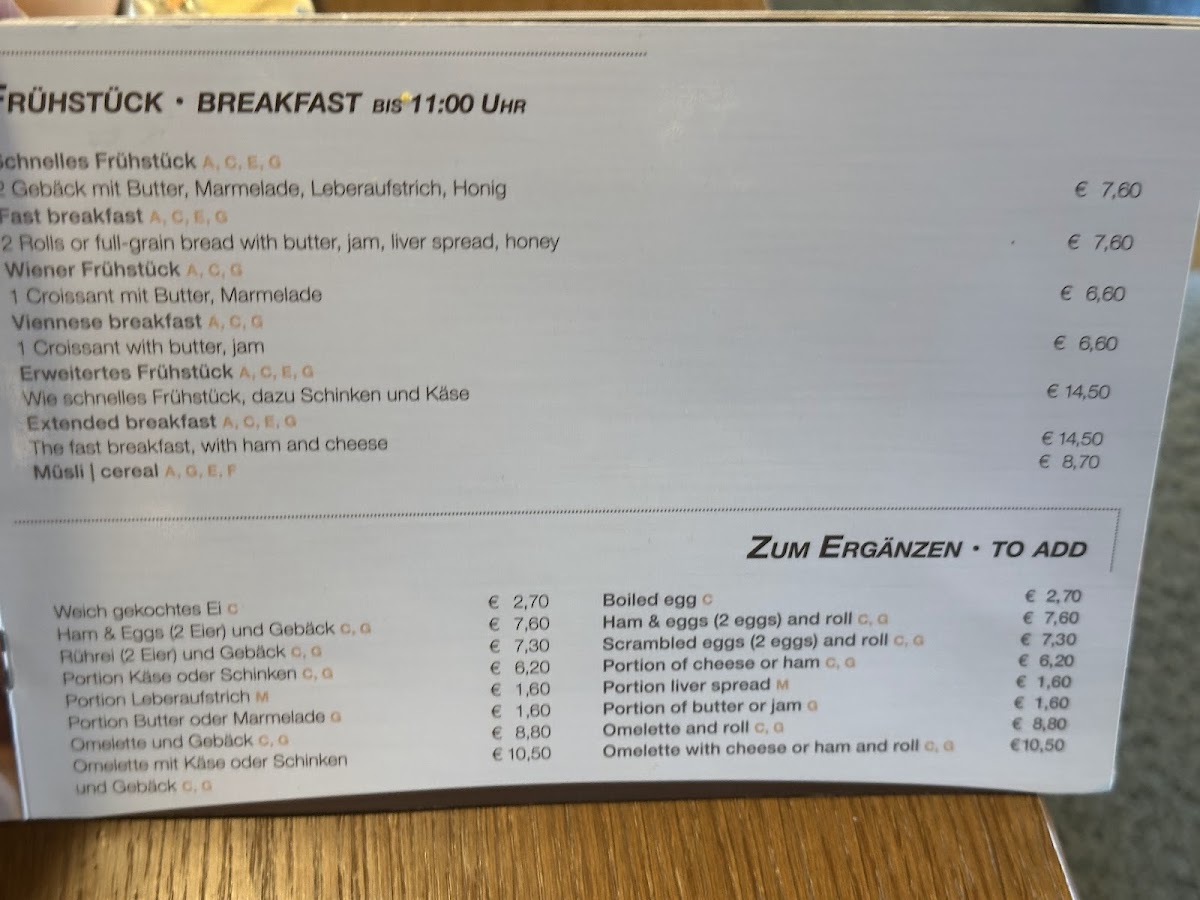 FRÜHSTÜCK · BREAKFAST BIS 11:00 UHR
Schnelles Frühstück A, C, E, G
2 Gebäck mit Butter, Marmelade, Leberaufstrich, Honig € 7,60
Fast breakfast A, C, E, G
2 Rolls or full-grain bread with butter, jam, liver spread, honey € 7,60
Wiener Frühstück A, C, G
1 Croissant mit Butter, Marmelade € 6,60
Viennese breakfast A, C, G
1 Croissant with butter, jam € 6,60
Erweitertes Frühstück A, C, E, G
Wie schnelles Frühstück, dazu Schinken und Käse € 14,50
Extended breakfast A, C, E, G
The fast breakfast, with ham and cheese € 14,50
Müsli | cereal A, G, E, F € 8,70
ZUM ERGÄNZEN · TO ADD
Weich gekochtes Ei C € 2,70
Ham & Eggs (2 Eier) und Gebäck C, G € 7,60
Rührei (2 Eier) und Gebäck C, G € 7,30
Portion Käse oder Schinken C, G € 6,20
Portion Leberaufstrich M € 1,60
Portion Butter oder Marmelade G € 1,60
Omelette und Gebäck C, G € 8,80
Omelette mit Käse oder Schinken € 10,50
und Gebäck C, G
Boiled egg C € 2,70
Ham & eggs (2 eggs) and roll C, G € 7,60
Scrambled eggs (2 eggs) and roll C, G € 7,30
Portion of cheese or ham C, G € 6,20
Portion liver spread M € 1,60
Portion of butter or jam G € 1,60
Omelette and roll C, G € 8,80
Omelette with cheese or ham and roll C, G €10,50